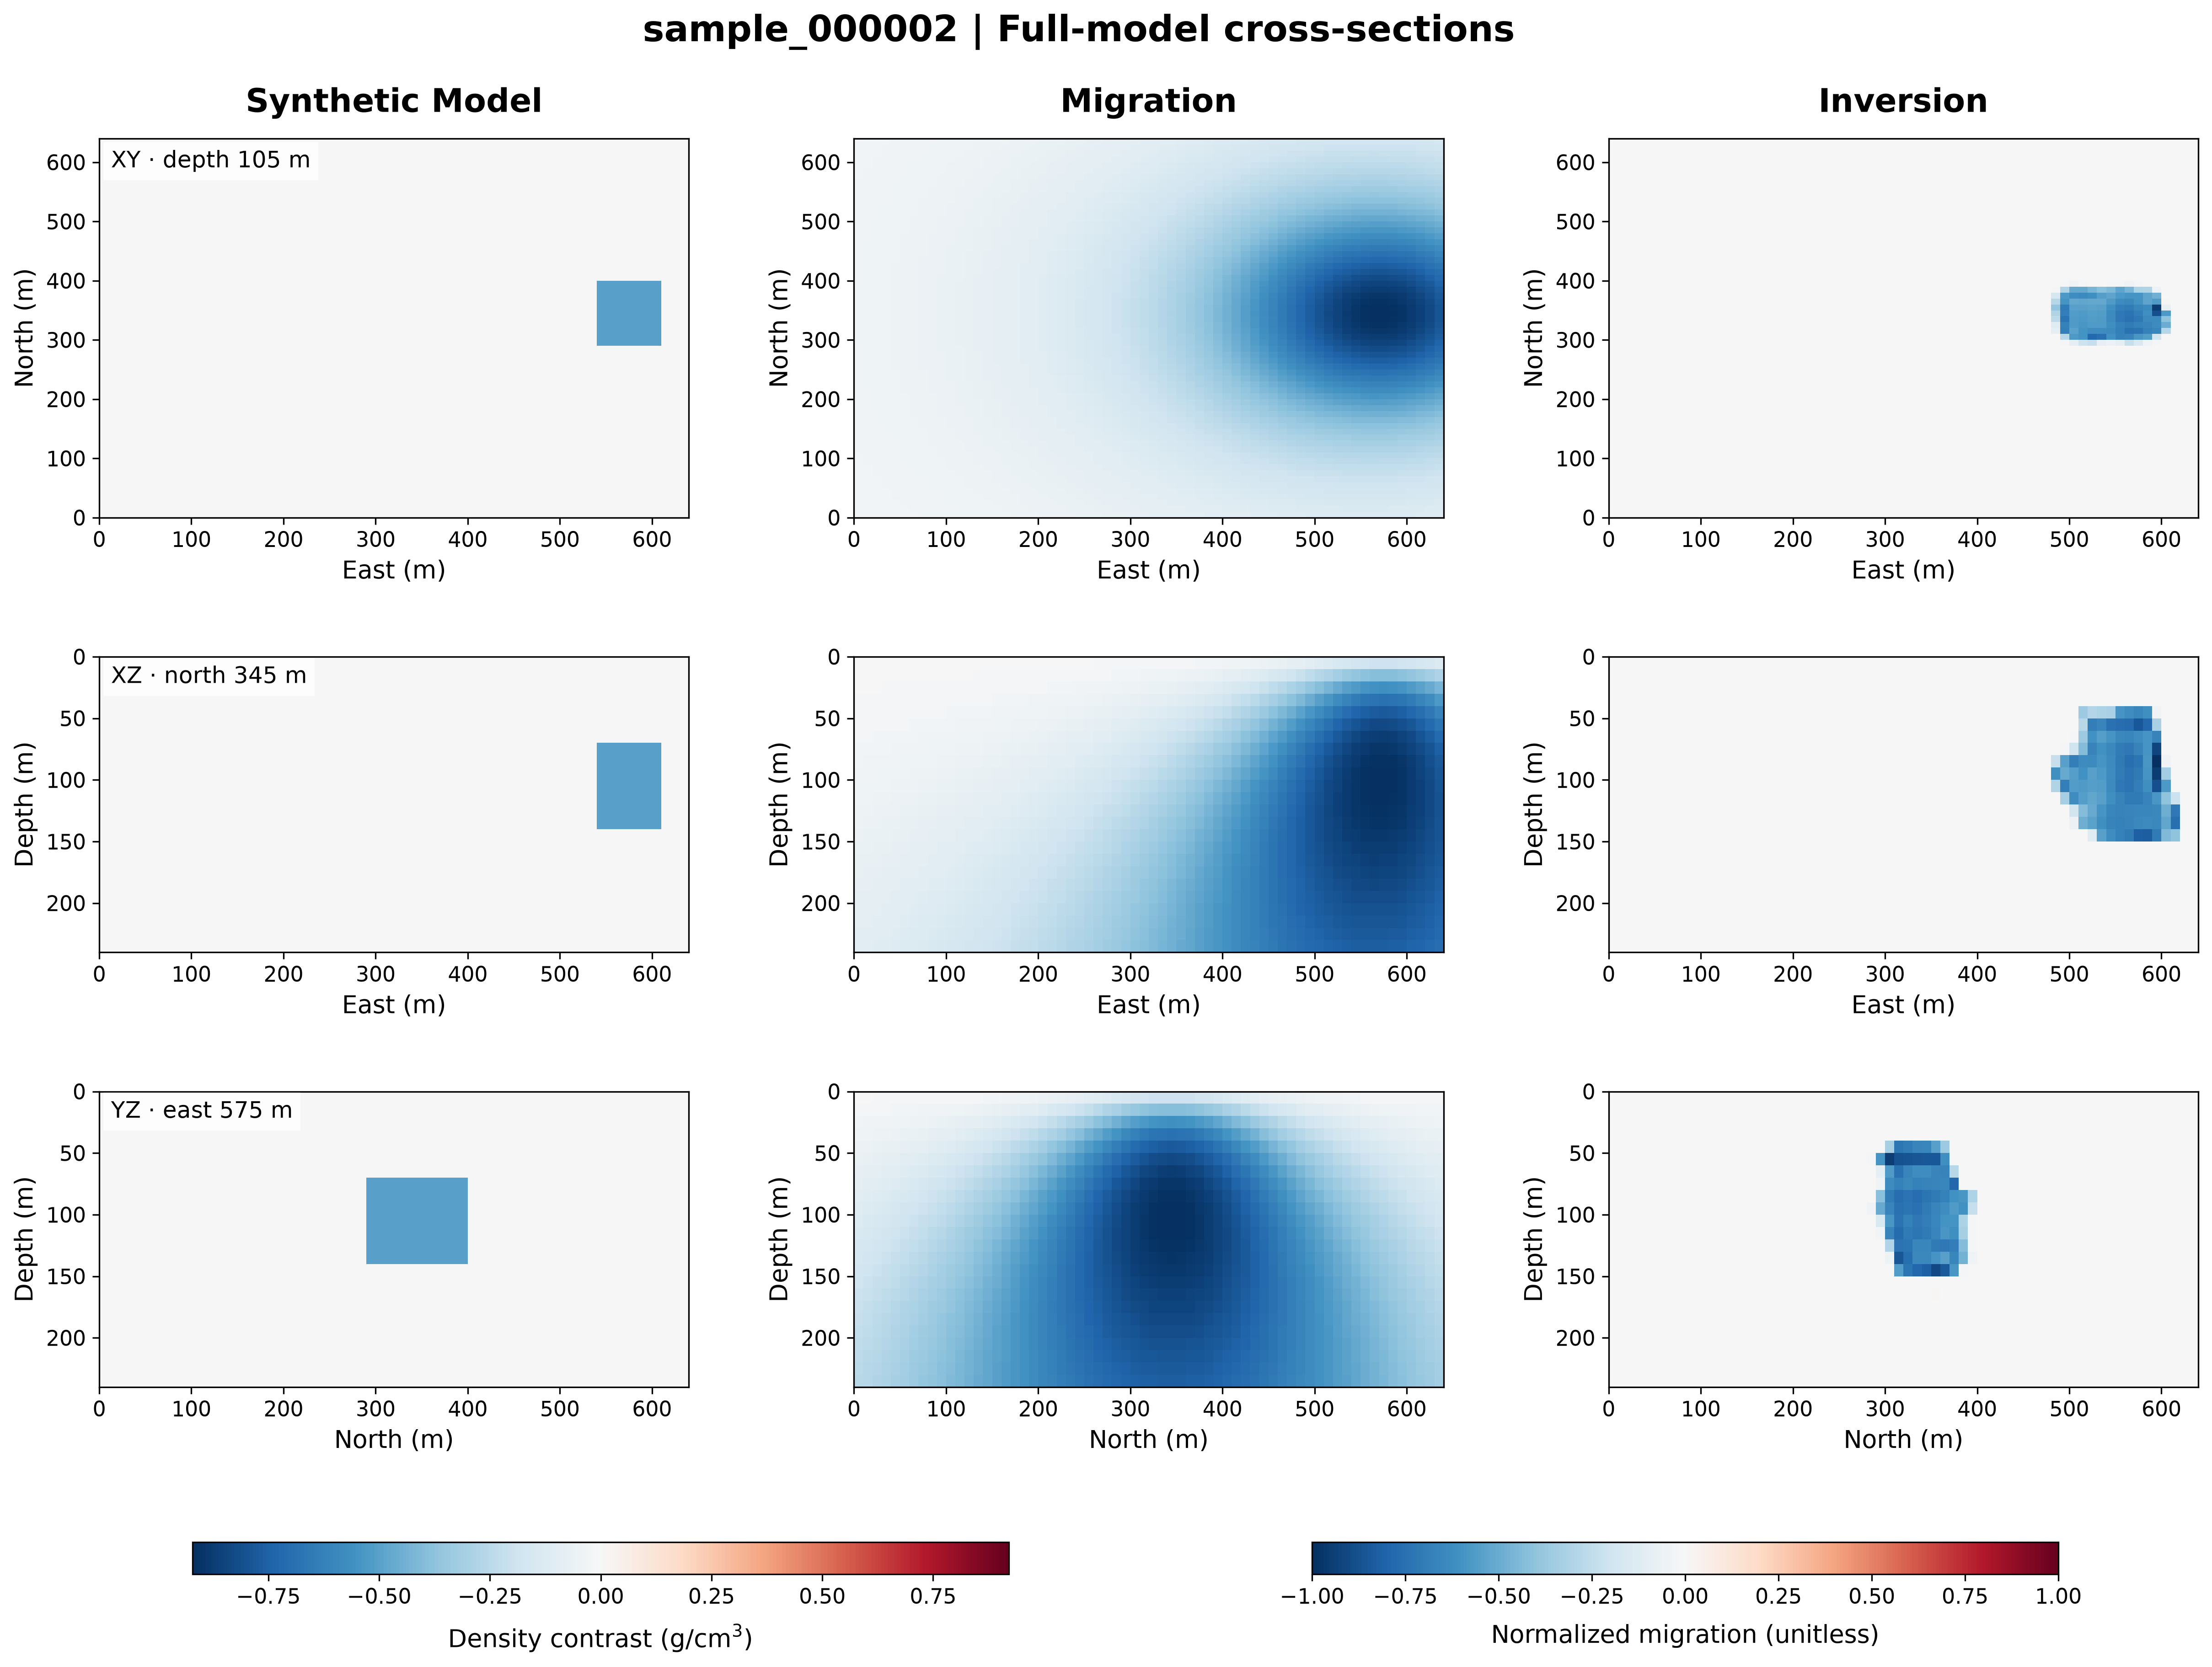 sample_000002 | Full-model cross-sections
Synthetic Model
Migration
Inversion
XY · depth 105 m
North (m)
600
500
400
300
200
100
0
0 100 200 300 400 500 600
East (m)
North (m)
600
500
400
300
200
100
0
0 100 200 300 400 500 600
East (m)
North (m)
600
500
400
300
200
100
0
0 100 200 300 400 500 600
East (m)
XZ · north 345 m
Depth (m)
0
50
100
150
200
0 100 200 300 400 500 600
East (m)
Depth (m)
0
50
100
150
200
0 100 200 300 400 500 600
East (m)
Depth (m)
0
50
100
150
200
0 100 200 300 400 500 600
East (m)
YZ · east 575 m
Depth (m)
0
50
100
150
200
0 100 200 300 400 500 600
North (m)
Depth (m)
0
50
100
150
200
0 100 200 300 400 500 600
North (m)
Depth (m)
0
50
100
150
200
0 100 200 300 400 500 600
North (m)
−0.75 −0.50 −0.25 0.00 0.25 0.50 0.75
Density contrast (g/cm³)
−1.00 −0.75 −0.50 −0.25 0.00 0.25 0.50 0.75 1.00
Normalized migration (unitless)